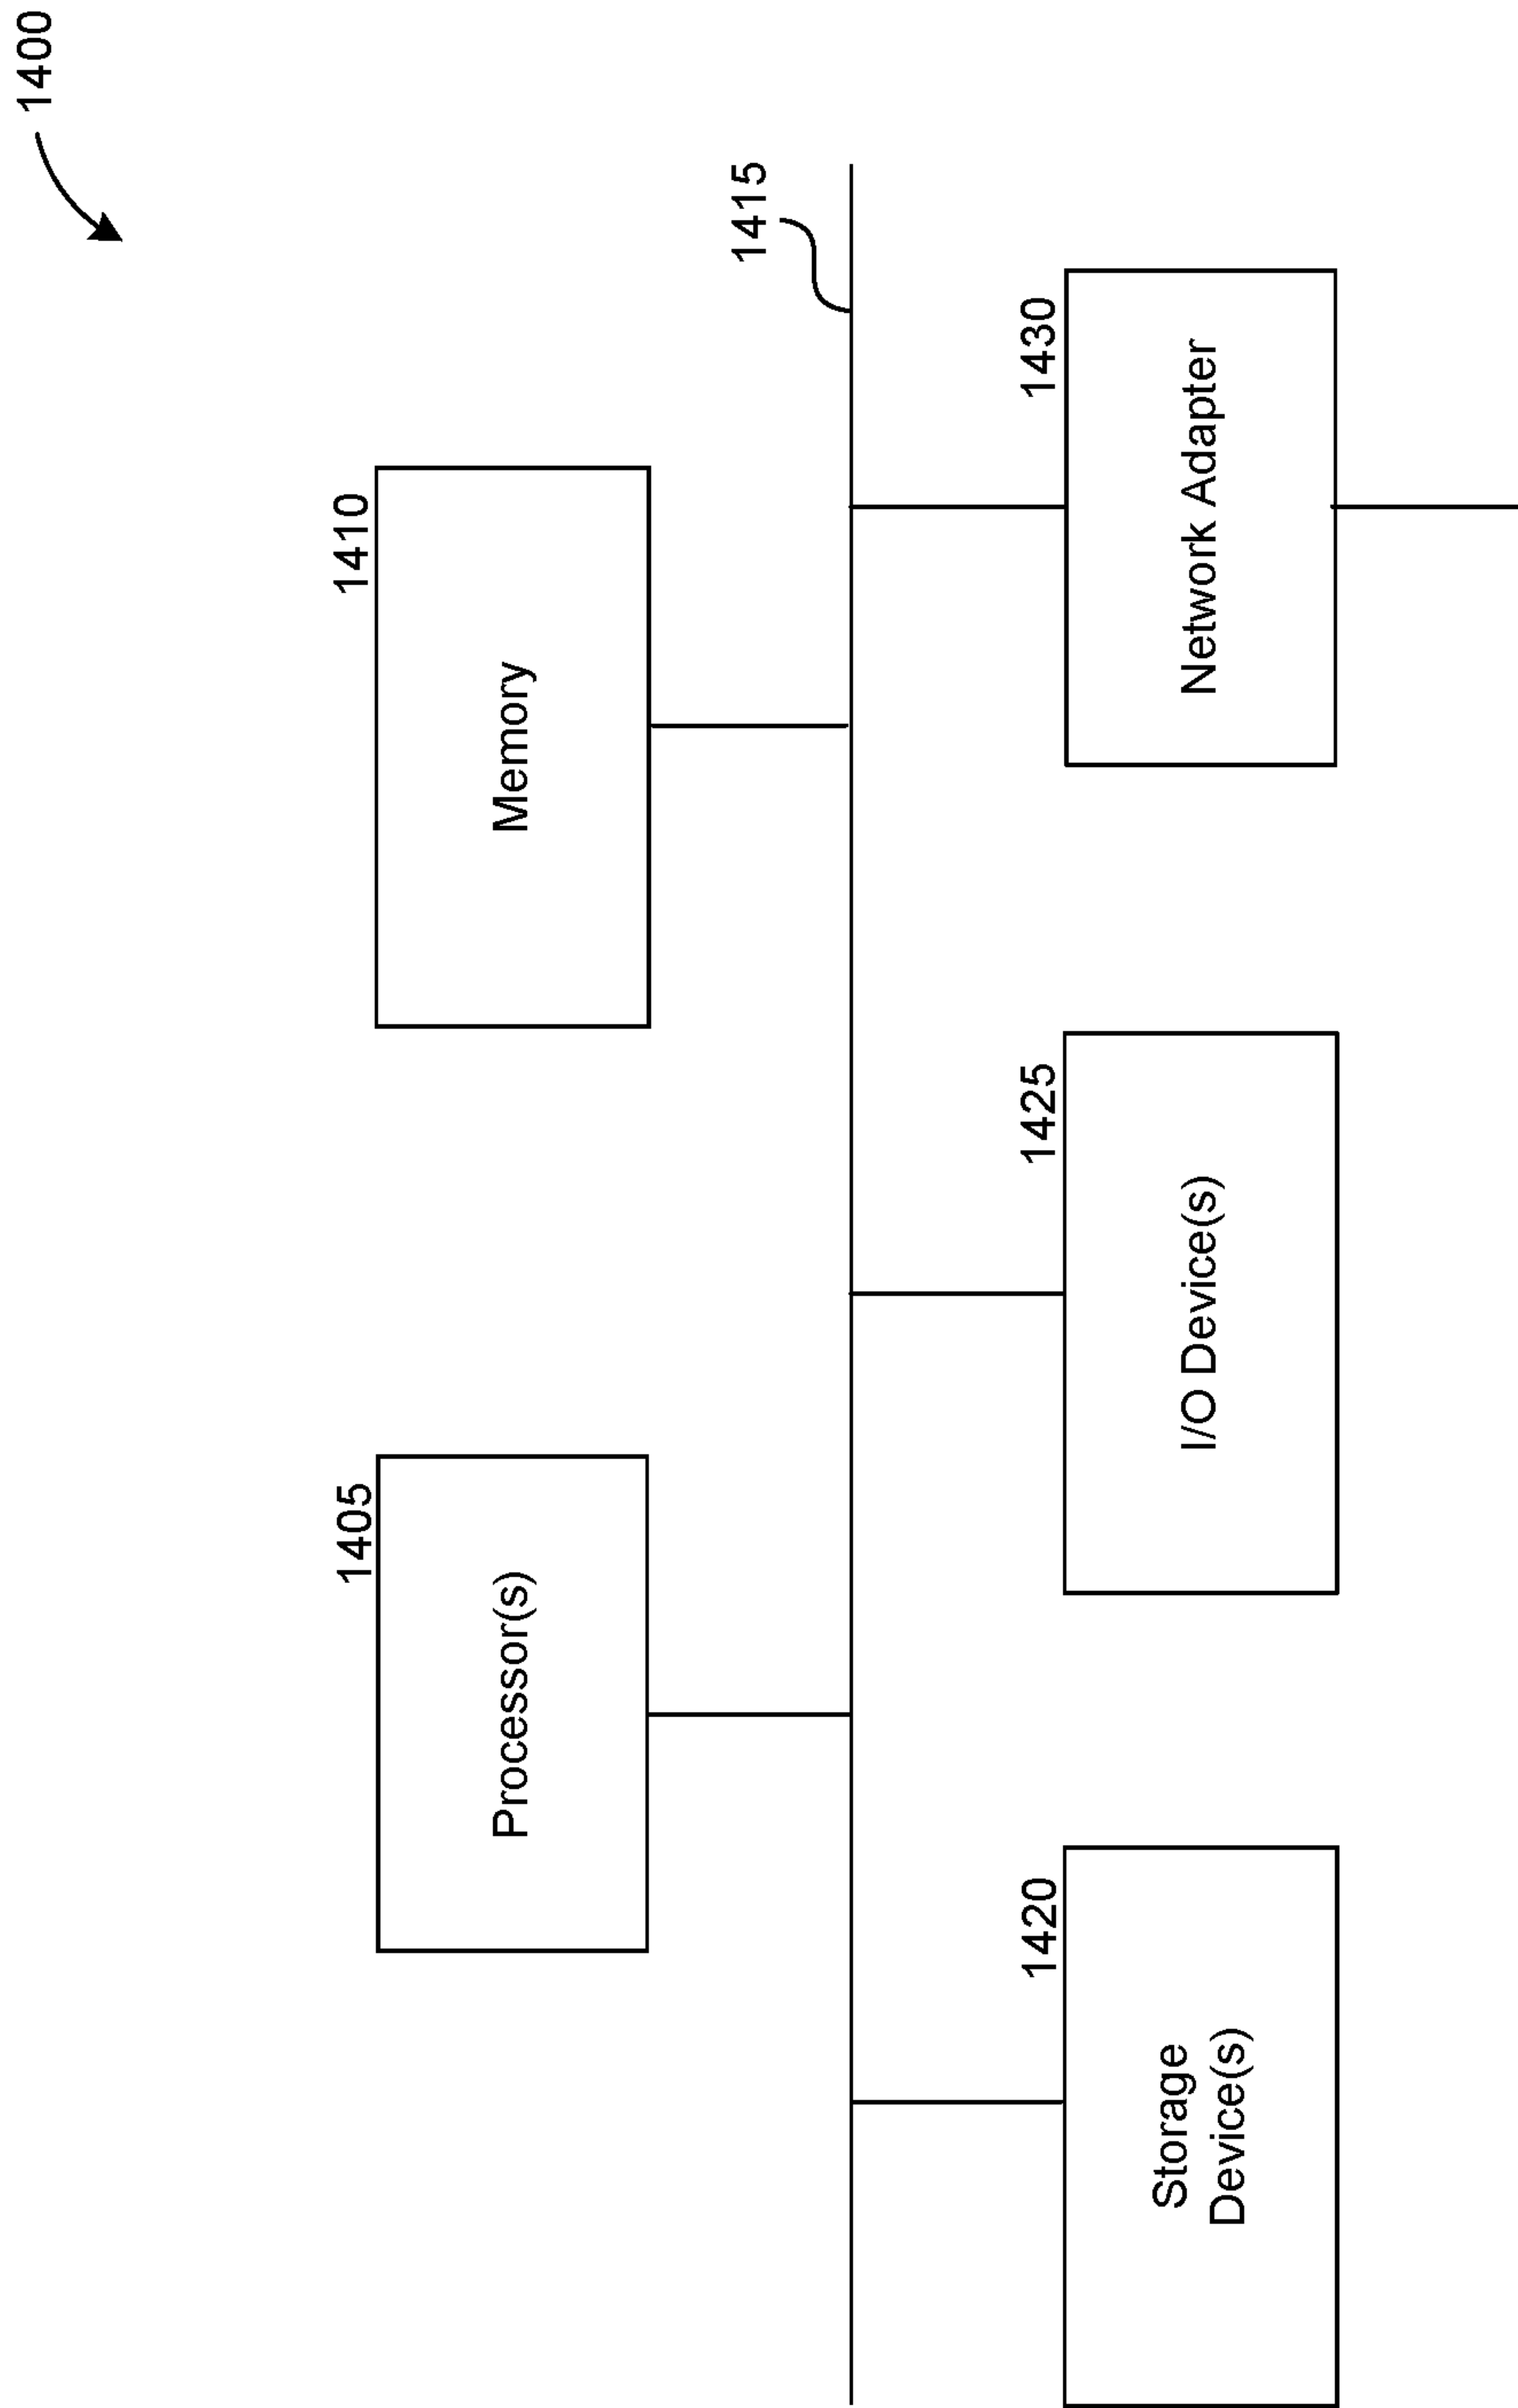 1400
1405
Processor(s)
1410
Memory
1415
1420
Storage
Device(s)
1425
I/O Device(s)
1430
Network Adapter